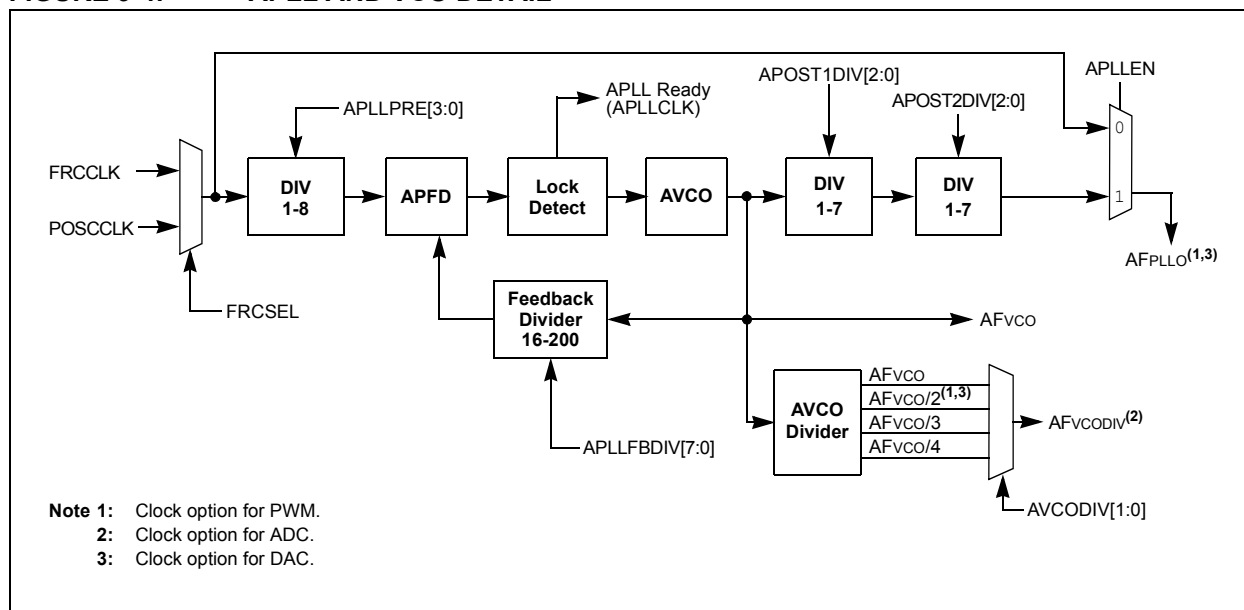 APLLPRE[3:0]
APLL Ready
(APLLCLK)
APOST1DIV[2:0]
APOST2DIV[2:0]
APLLEN
FRCCLK
POSCCLK
FRCSEL
DIV
1-8
APFD
Lock
Detect
AVCO
DIV
1-7
DIV
1-7
0
1
AFPLLO(1,3)
Feedback
Divider
16-200
AFVCO
APLLFBDIV[7:0]
AVCO
Divider
AFVCO
AFVCO/2(1,3)
AFVCO/3
AFVCO/4
AFVCODIV(2)
AVCODIV[1:0]
Note 1: Clock option for PWM.
2: Clock option for ADC.
3: Clock option for DAC.